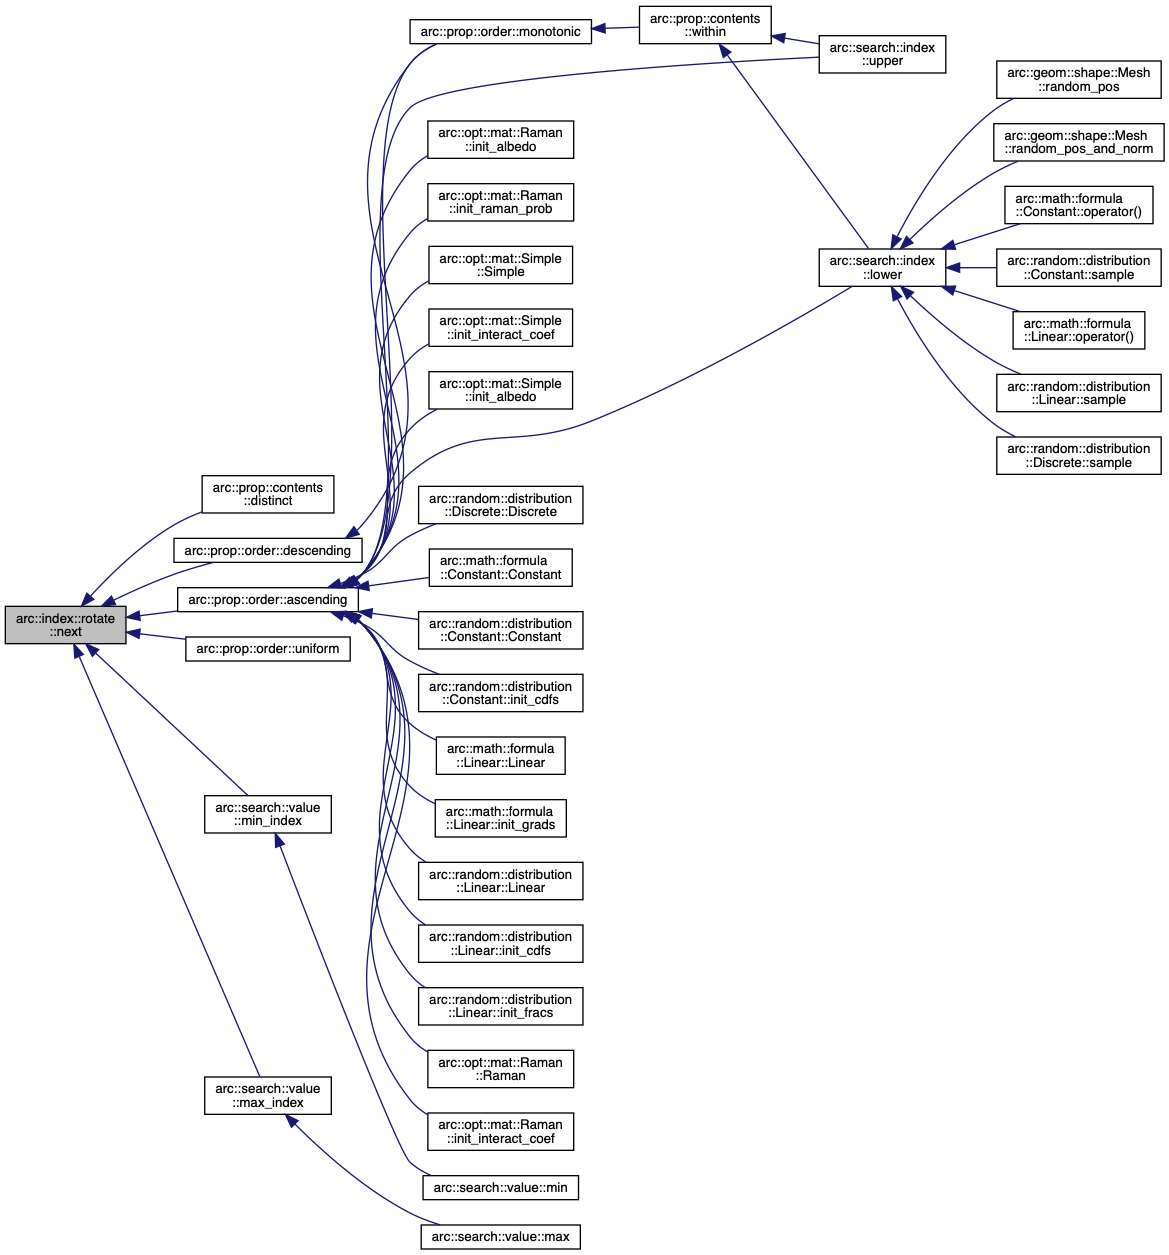 arc::prop::order::monotonic
arc::prop::contents
::within
arc::search::index
::upper
arc::geom::shape::Mesh
::random_pos
arc::opt::mat::Raman
::init_albedo
arc::geom::shape::Mesh
::random_pos_and_norm
arc::opt::mat::Raman
::init_raman_prob
arc::math::formula
::Constant::operator()
arc::opt::mat::Simple
::Simple
arc::search::index
::lower
arc::random::distribution
::Constant::sample
arc::opt::mat::Simple
::init_interact_coef
arc::math::formula
::Linear::operator()
arc::opt::mat::Simple
::init_albedo
arc::random::distribution
::Linear::sample
arc::random::distribution
::Discrete::sample
arc::prop::contents
::distinct
arc::random::distribution
::Discrete::Discrete
arc::prop::order::descending
arc::math::formula
::Constant::Constant
arc::prop::order::ascending
arc::index::rotate
::next
arc::random::distribution
::Constant::Constant
arc::prop::order::uniform
arc::random::distribution
::Constant::init_cdfs
arc::math::formula
::Linear::Linear
arc::search::value
::min_index
arc::math::formula
::Linear::init_grads
arc::random::distribution
::Linear::Linear
arc::random::distribution
::Linear::init_cdfs
arc::random::distribution
::Linear::init_fracs
arc::opt::mat::Raman
::Raman
arc::search::value
::max_index
arc::opt::mat::Raman
::init_interact_coef
arc::search::value::min
arc::search::value::max